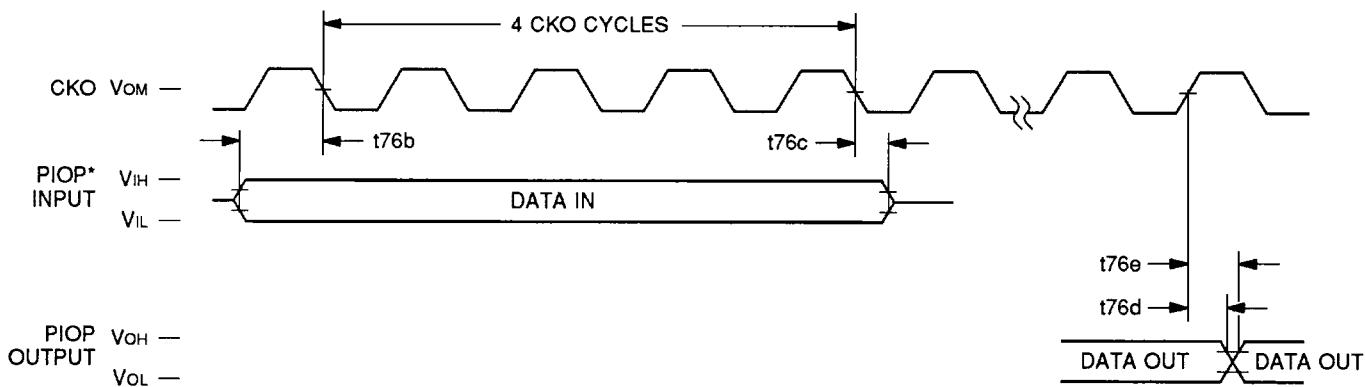 4 CKO CYCLES
CKO VOM
t76b
t76c
PIOP*
INPUT
VIH
DATA IN
VIL
t76e
t76d
PIOP
OUTPUT
VOH
DATA OUT DATA OUT
VOL